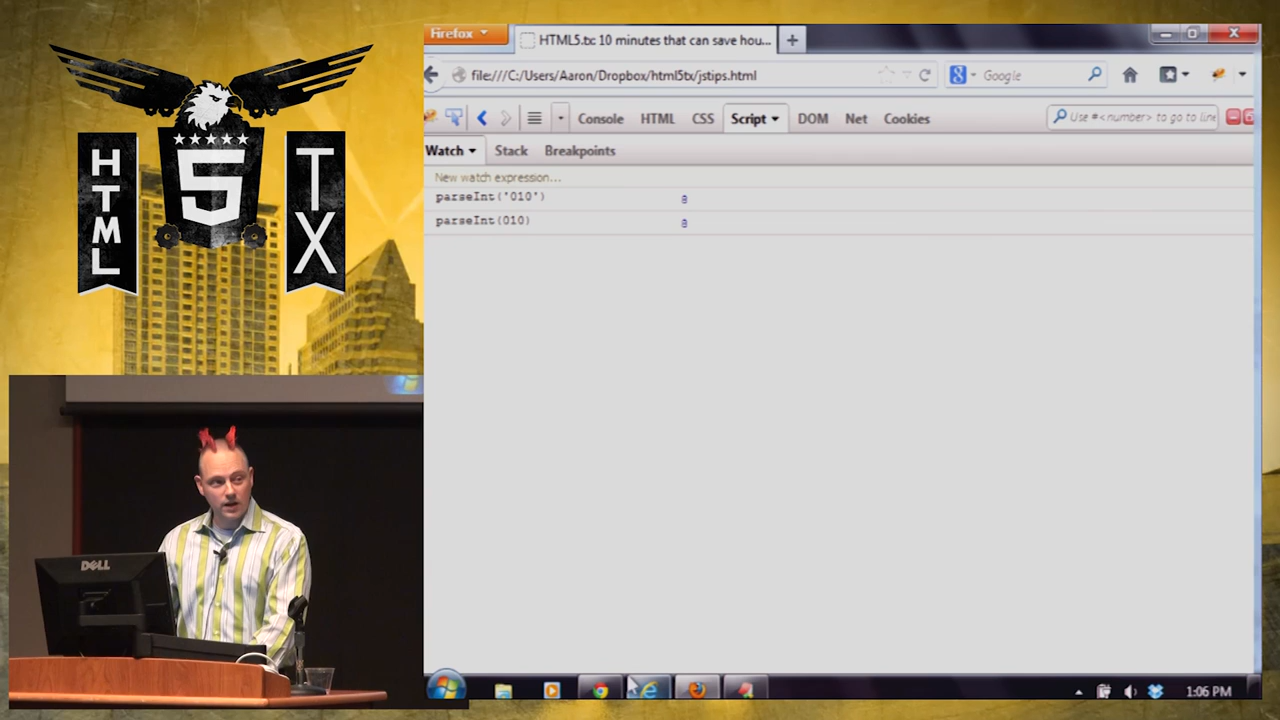 HTML
5
TX
Firefox
HTML5.tx: 10 minutes that can save hou...
file:///C:/Users/Aaron/Dropbox/html5tx/jstips.html
Google
Console HTML CSS Script DOM Net Cookies
Use #<number> to go to line
Watch Stack Breakpoints
New watch expression...
parseInt("010") 8
parseInt(010) 8
DELL
1:06 PM